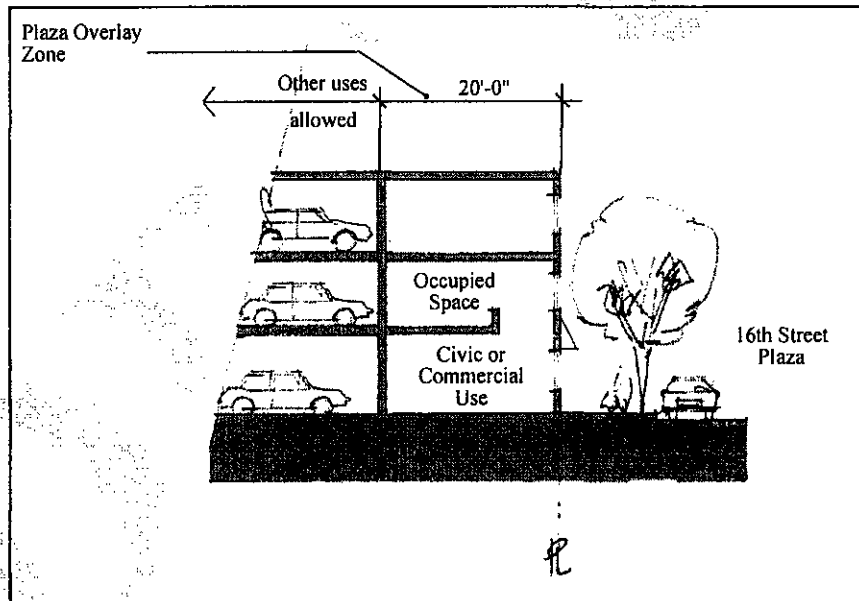 Plaza Overlay
Zone
Other uses
allowed
20'-0"
Occupied
Space
Civic or
Commercial
Use
16th Street
Plaza
PL